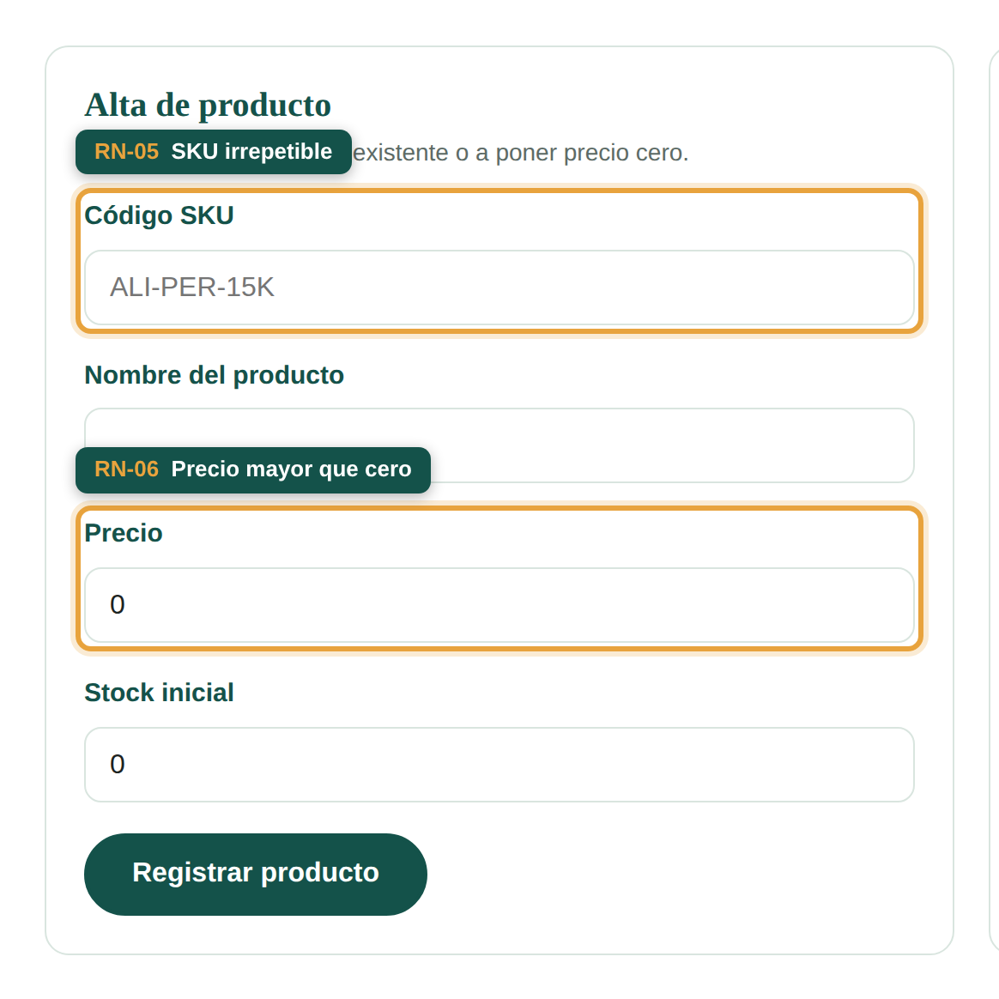 Alta de producto
RN-05 SKU irrepetible existente o a poner precio cero.
Código SKU
ALI-PER-15K
Nombre del producto
RN-06 Precio mayor que cero
Precio
0
Stock inicial
0
Registrar producto